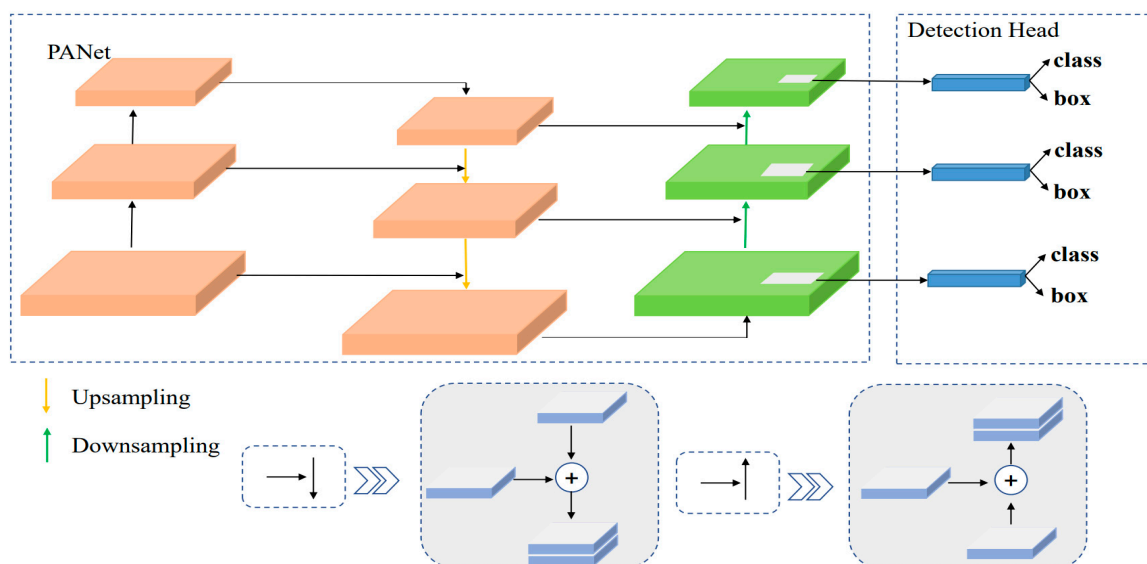 PANet
Detection Head
class
box
class
box
class
box
Upsampling
Downsampling
+
+